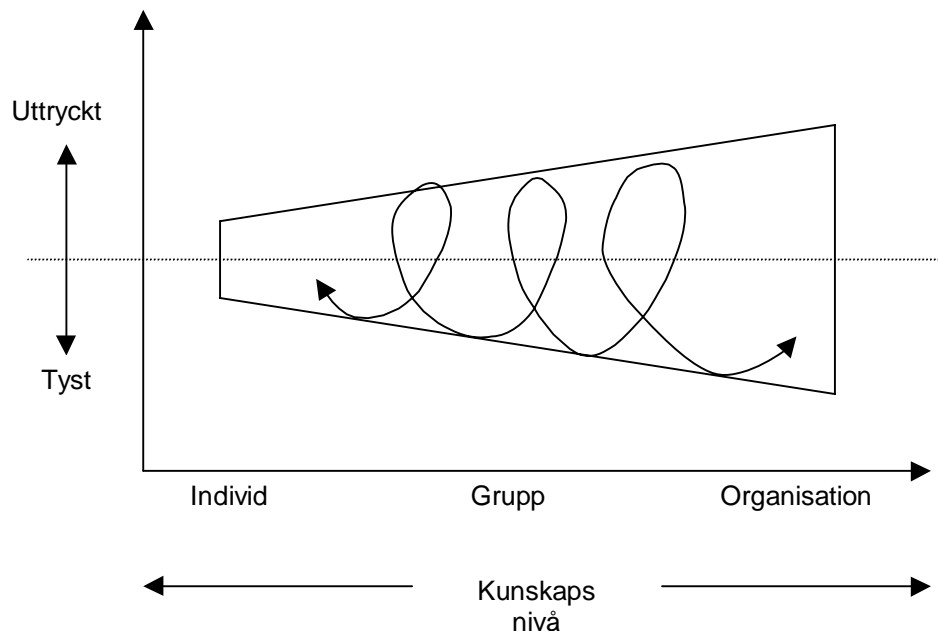 Uttryckt
Tyst
Individ Grupp Organisation
Kunskaps
nivå